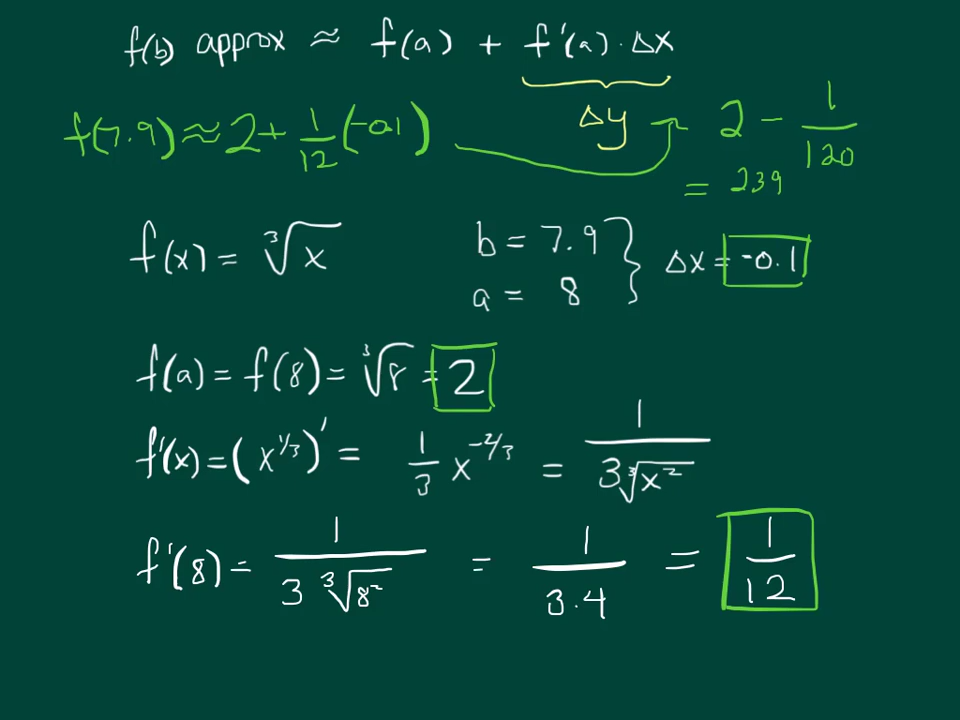 f(b) approx ≈ f(a) + f'(a)·Δx
Δy
f(7.9) ≈ 2 + 1/12 (-0.1) → 2 - 1/120
= 239
f(x) = ∛x
b = 7.9
a = 8
Δx = -0.1
f(a) = f(8) = ∛8 = 2
f'(x) = (x^1/3)' = 1/3 x^-2/3 = 1/(3∛x²)
f'(8) = 1/(3 ∛8²) = 1/(3·4) = 1/12